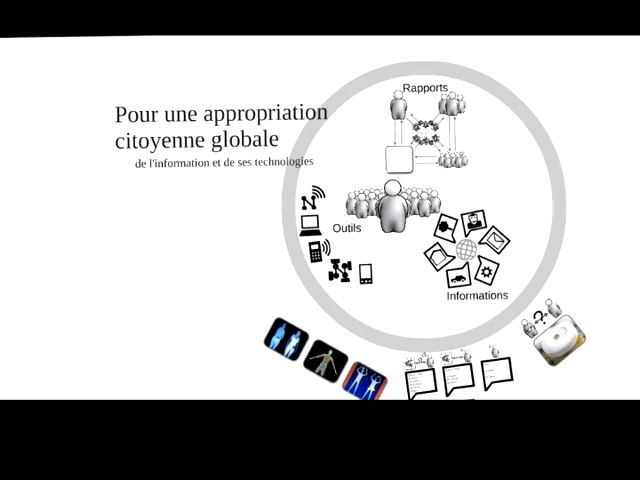 Pour une appropriation
citoyenne globale
de l'information et de ses technologies
Rapports
Outils
Informations
?